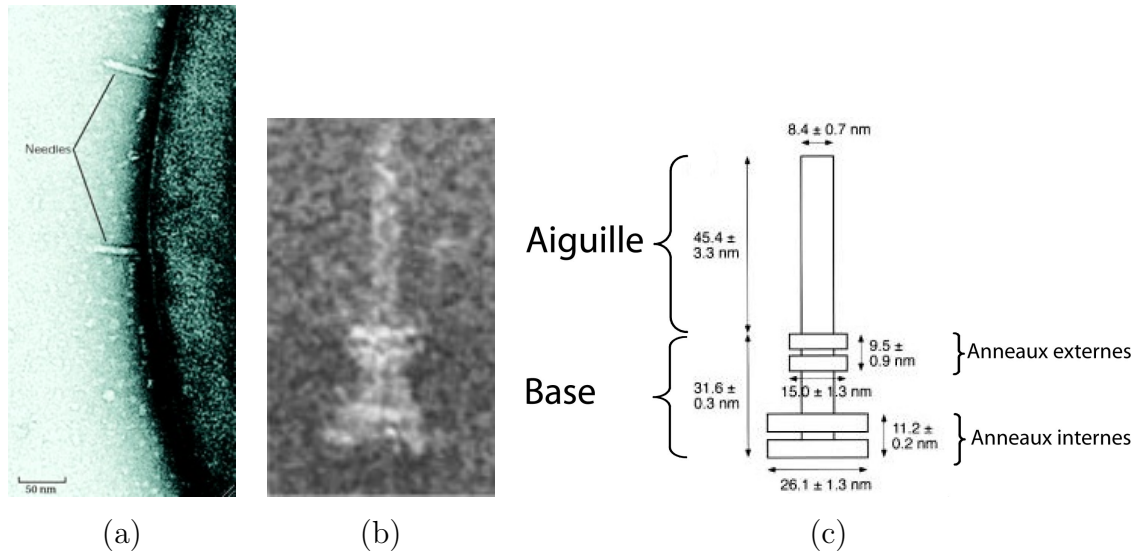 Needles
50 nm
(a)
(b)
8.4 ± 0.7 nm
Aiguille
45.4 ±
3.3 nm
Base
31.6 ±
0.3 nm
9.5 ±
0.9 nm
Anneaux externes
15.0 ± 1.3 nm
11.2 ±
0.2 nm
Anneaux internes
26.1 ± 1.3 nm
(c)